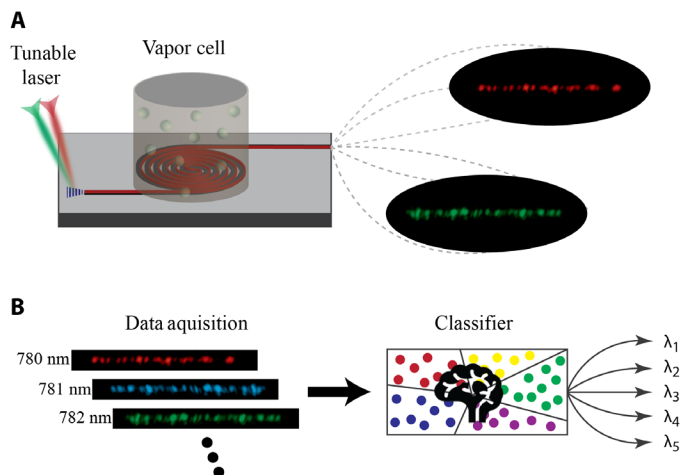 A
Tunable
laser
Vapor cell
B
Data aquisition
Classifier
780 nm
781 nm
782 nm
λ1
λ2
λ3
λ4
λ5